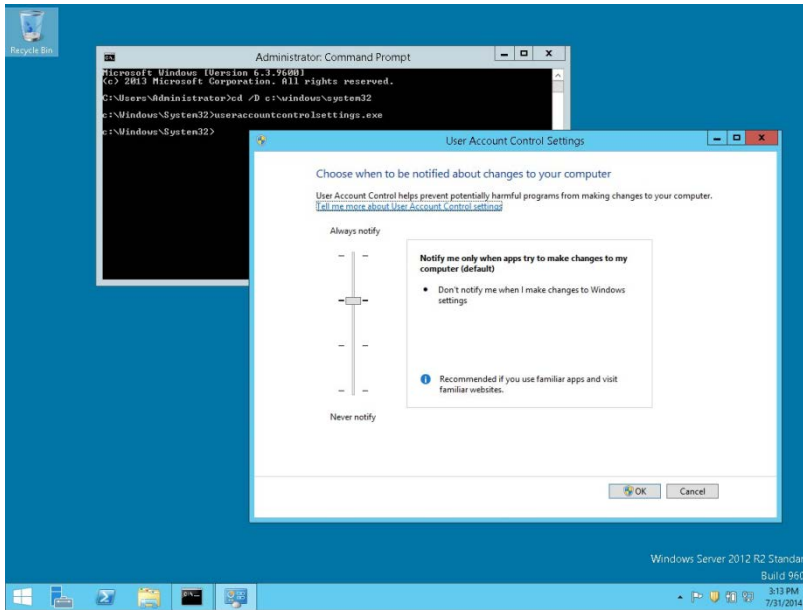 Recycle Bin
Administrator: Command Prompt
Microsoft Windows [Version 6.3.9600]
(c) 2013 Microsoft Corporation. All rights reserved.
C:\Users\Administrator>cd /D c:\windows\system32
c:\Windows\System32>useraccountcontrolsettings.exe
c:\Windows\System32>
User Account Control Settings
Choose when to be notified about changes to your computer
User Account Control helps prevent potentially harmful programs from making changes to your computer.
Tell me more about User Account Control settings
Always notify
Notify me only when apps try to make changes to my
computer (default)
Don't notify me when I make changes to Windows
settings
Recommended if you use familiar apps and visit
familiar websites.
Never notify
OK
Cancel
Windows Server 2012 R2 Standar
Build 960
3:13 PM
7/31/2014